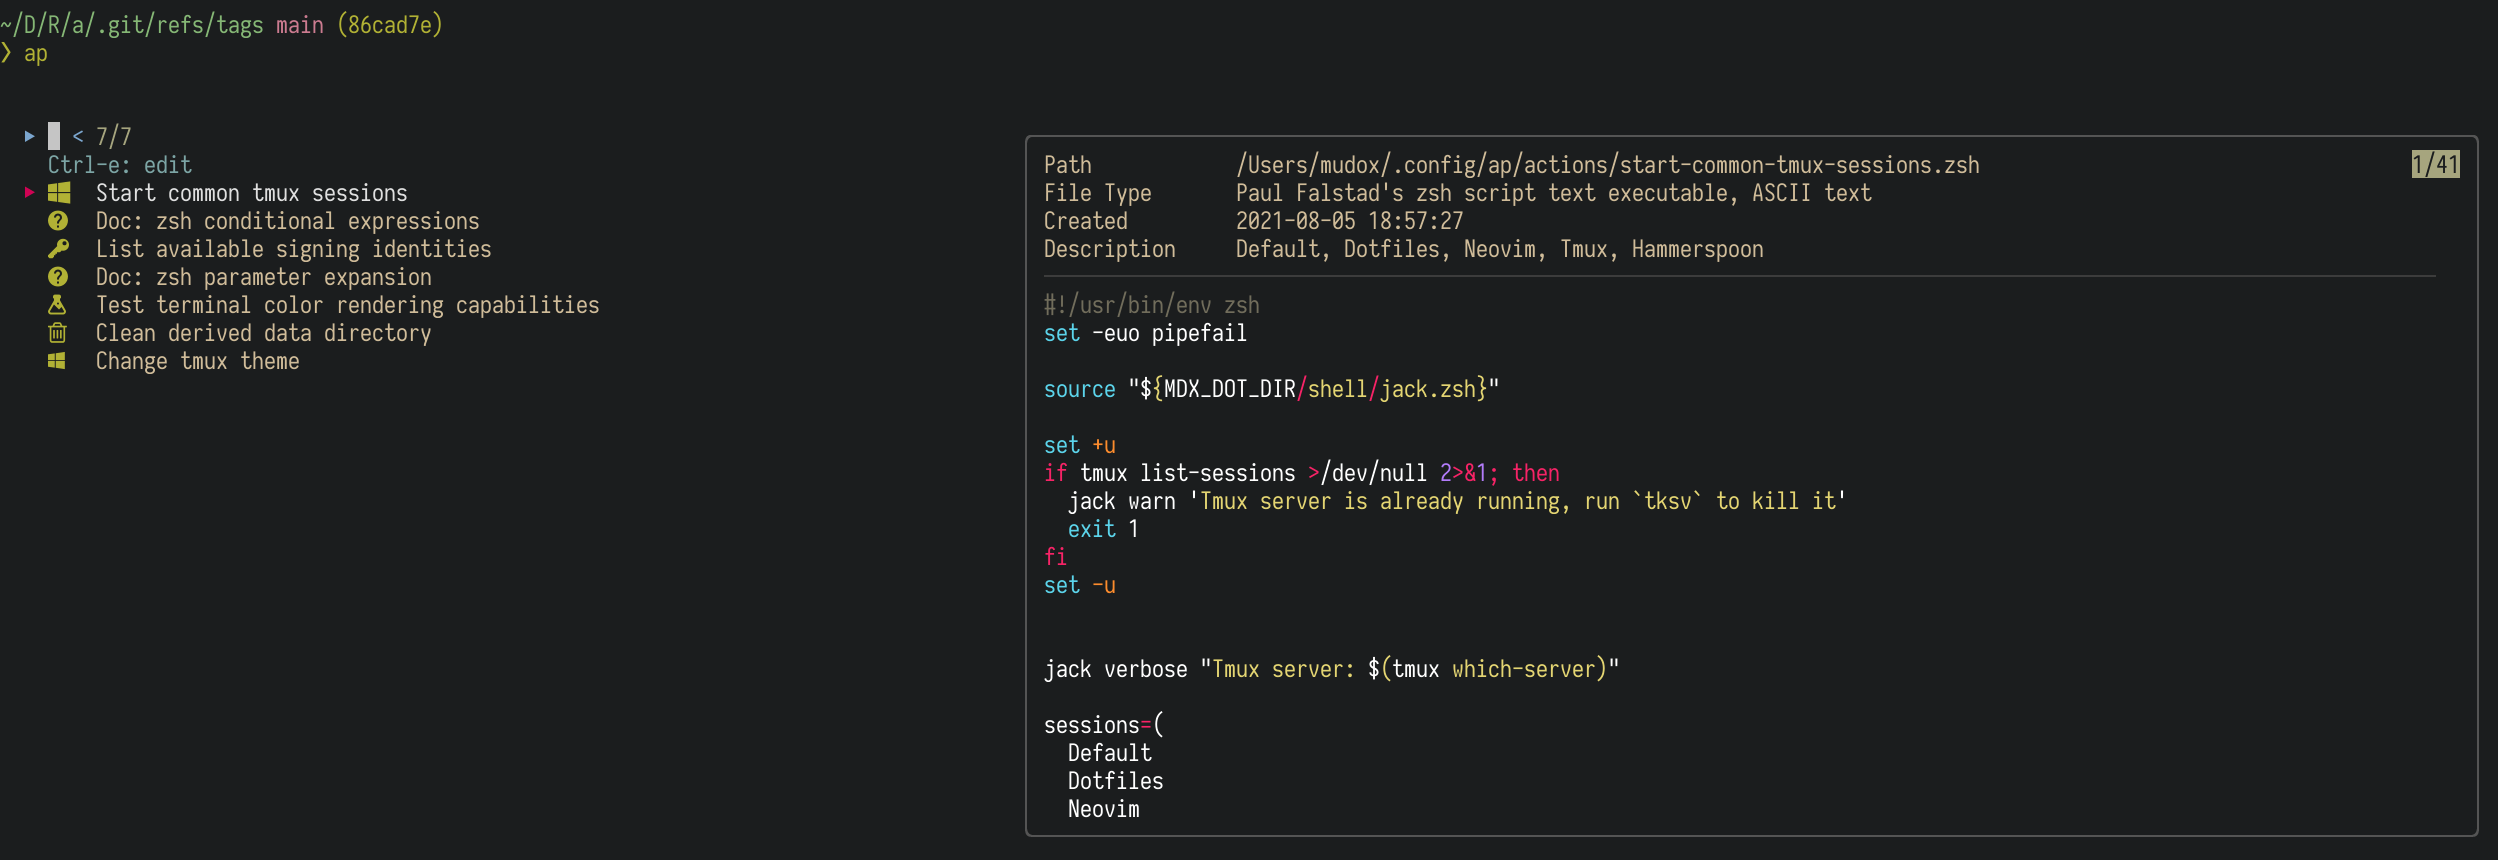 ~/D/R/a/.git/refs/tags main (86cad7e)
❯ ap
▶ < 7/7
Ctrl-e: edit
▶ Start common tmux sessions
Doc: zsh conditional expressions
List available signing identities
Doc: zsh parameter expansion
Test terminal color rendering capabilities
Clean derived data directory
Change tmux theme
Path /Users/mudox/.config/ap/actions/start-common-tmux-sessions.zsh 1/41
File Type Paul Falstad's zsh script text executable, ASCII text
Created 2021-08-05 18:57:27
Description Default, Dotfiles, Neovim, Tmux, Hammerspoon
#!/usr/bin/env zsh
set -euo pipefail
source "${MDX_DOT_DIR/shell/jack.zsh}"
set +u
if tmux list-sessions >/dev/null 2>&1; then
  jack warn 'Tmux server is already running, run `tksv` to kill it'
  exit 1
fi
set -u
jack verbose "Tmux server: $(tmux which-server)"
sessions=(
  Default
  Dotfiles
  Neovim